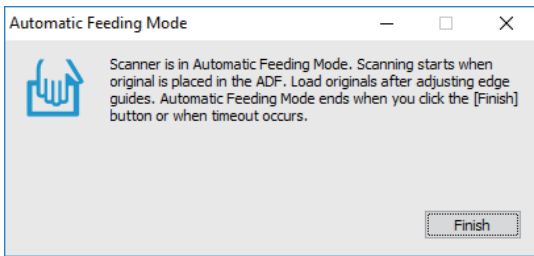 Automatic Feeding Mode
Scanner is in Automatic Feeding Mode. Scanning starts when
original is placed in the ADF. Load originals after adjusting edge
guides. Automatic Feeding Mode ends when you click the [Finish]
button or when timeout occurs.
Finish